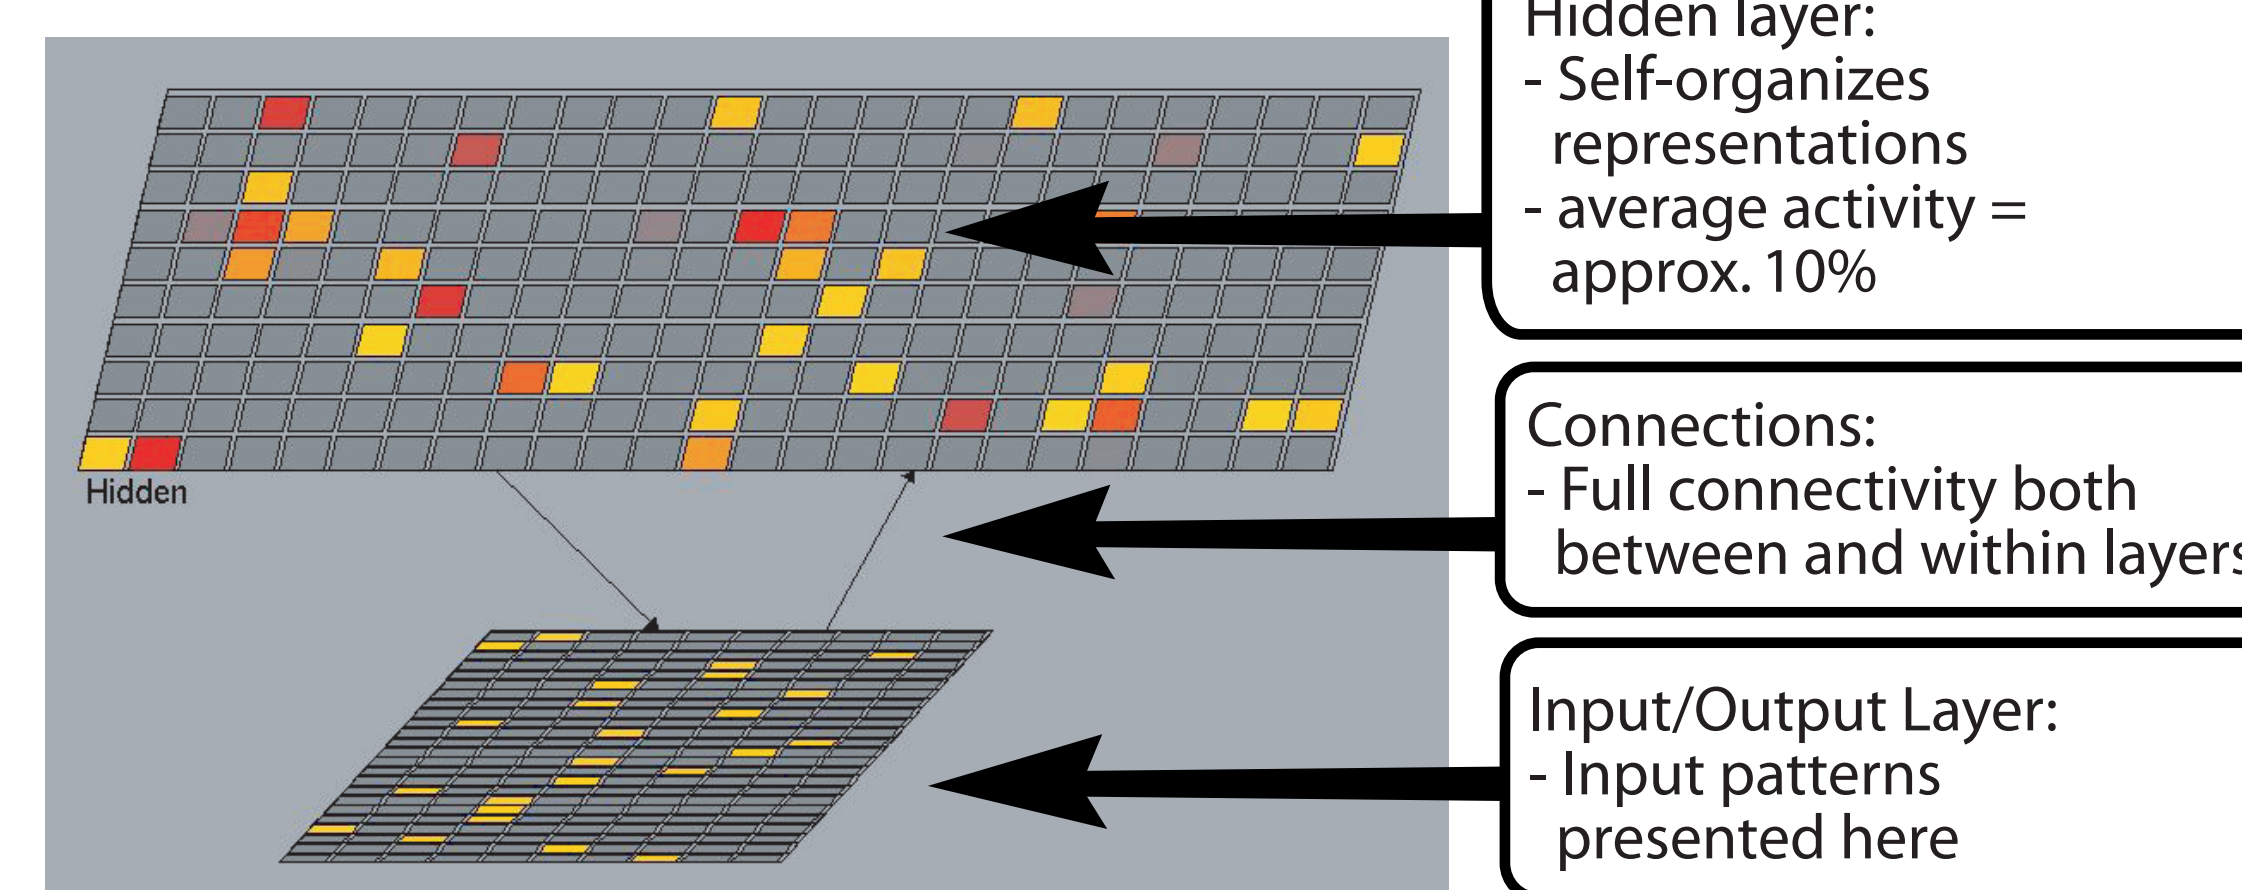 Hidden layer:
- Self-organizes
representations
- average activity =
approx. 10%
Hidden
Connections:
- Full connectivity both
between and within layers
Input/Output Layer:
- Input patterns
presented here